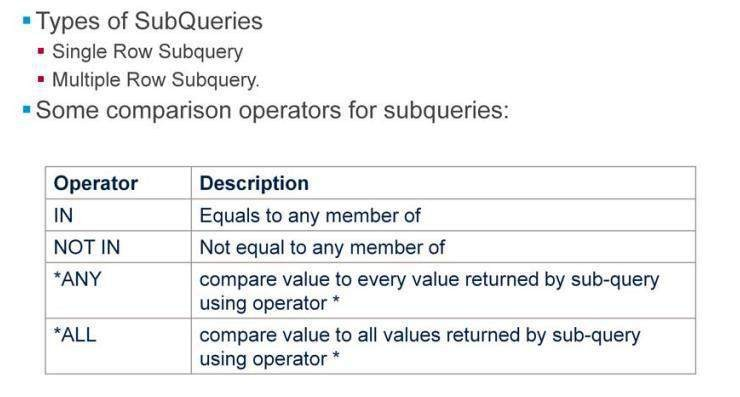 Types of SubQueries
Single Row Subquery
Multiple Row Subquery.
Some comparison operators for subqueries:
Operator Description
IN Equals to any member of
NOT IN Not equal to any member of
*ANY compare value to every value returned by sub-query
using operator *
*ALL compare value to all values returned by sub-query
using operator *